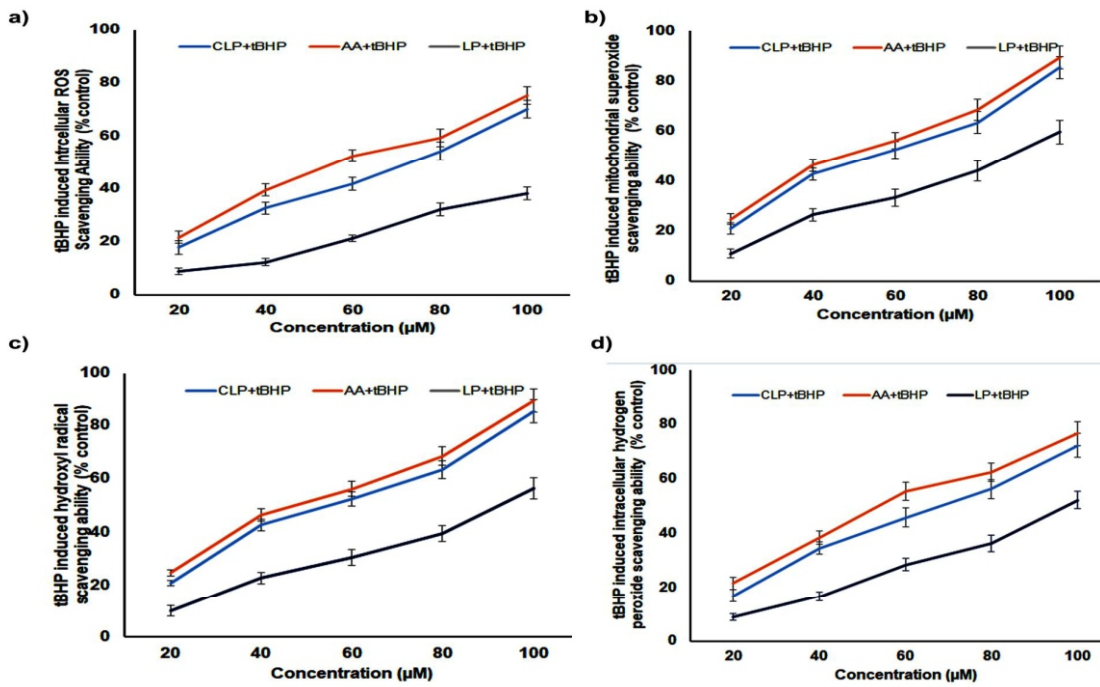 a)
tBHP induced Intrcellular ROS
Scavenging Ability (% control)
100
80
60
40
20
0
CLP+tBHP AA+tBHP LP+tBHP
20 40 60 80 100
Concentration (µM)
b)
tBHP induced mitochondrial superoxide
scavenging ability (% control)
100
80
60
40
20
0
CLP+tBHP AA+tBHP LP+tBHP
20 40 60 80 100
Concentration (µM)
c)
tBHP induced hydroxyl radical
scavenging ability (% control)
100
80
60
40
20
0
CLP+tBHP AA+tBHP LP+tBHP
20 40 60 80 100
Concentration (µM)
d)
tBHP induced intracellular hydrogen
peroxide scavenging ability (% control)
100
80
60
40
20
0
CLP+tBHP AA+tBHP LP+tBHP
20 40 60 80 100
Concentration (µM)